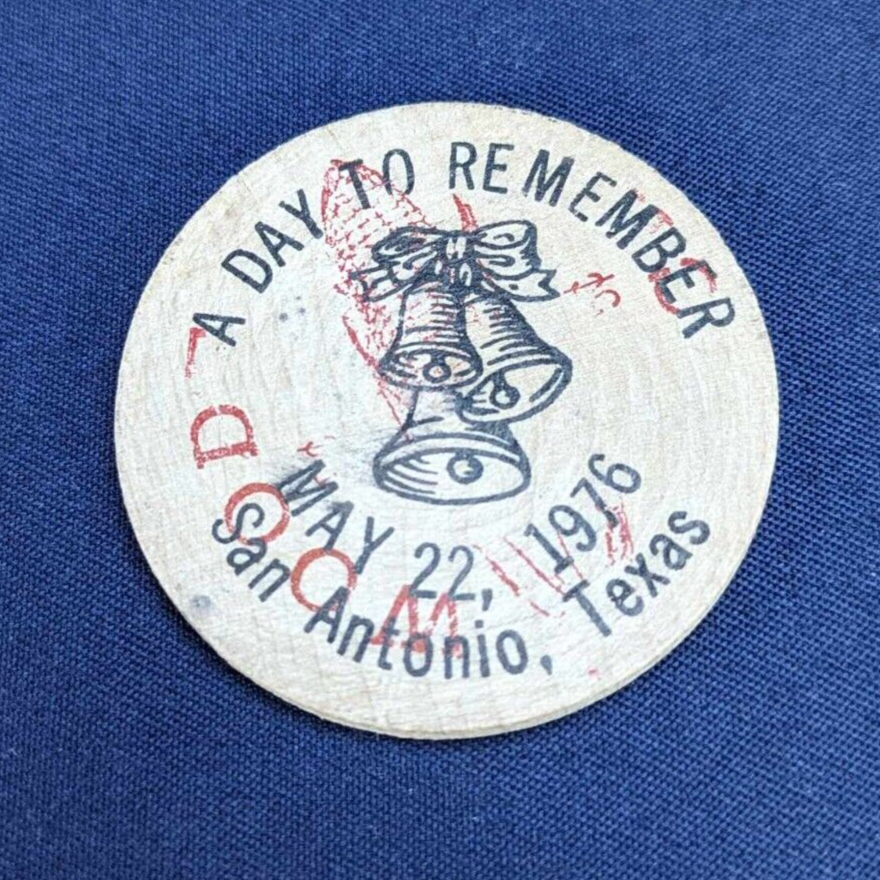 A DAY TO REMEMBER
MAY 22, 1976
San Antonio, Texas